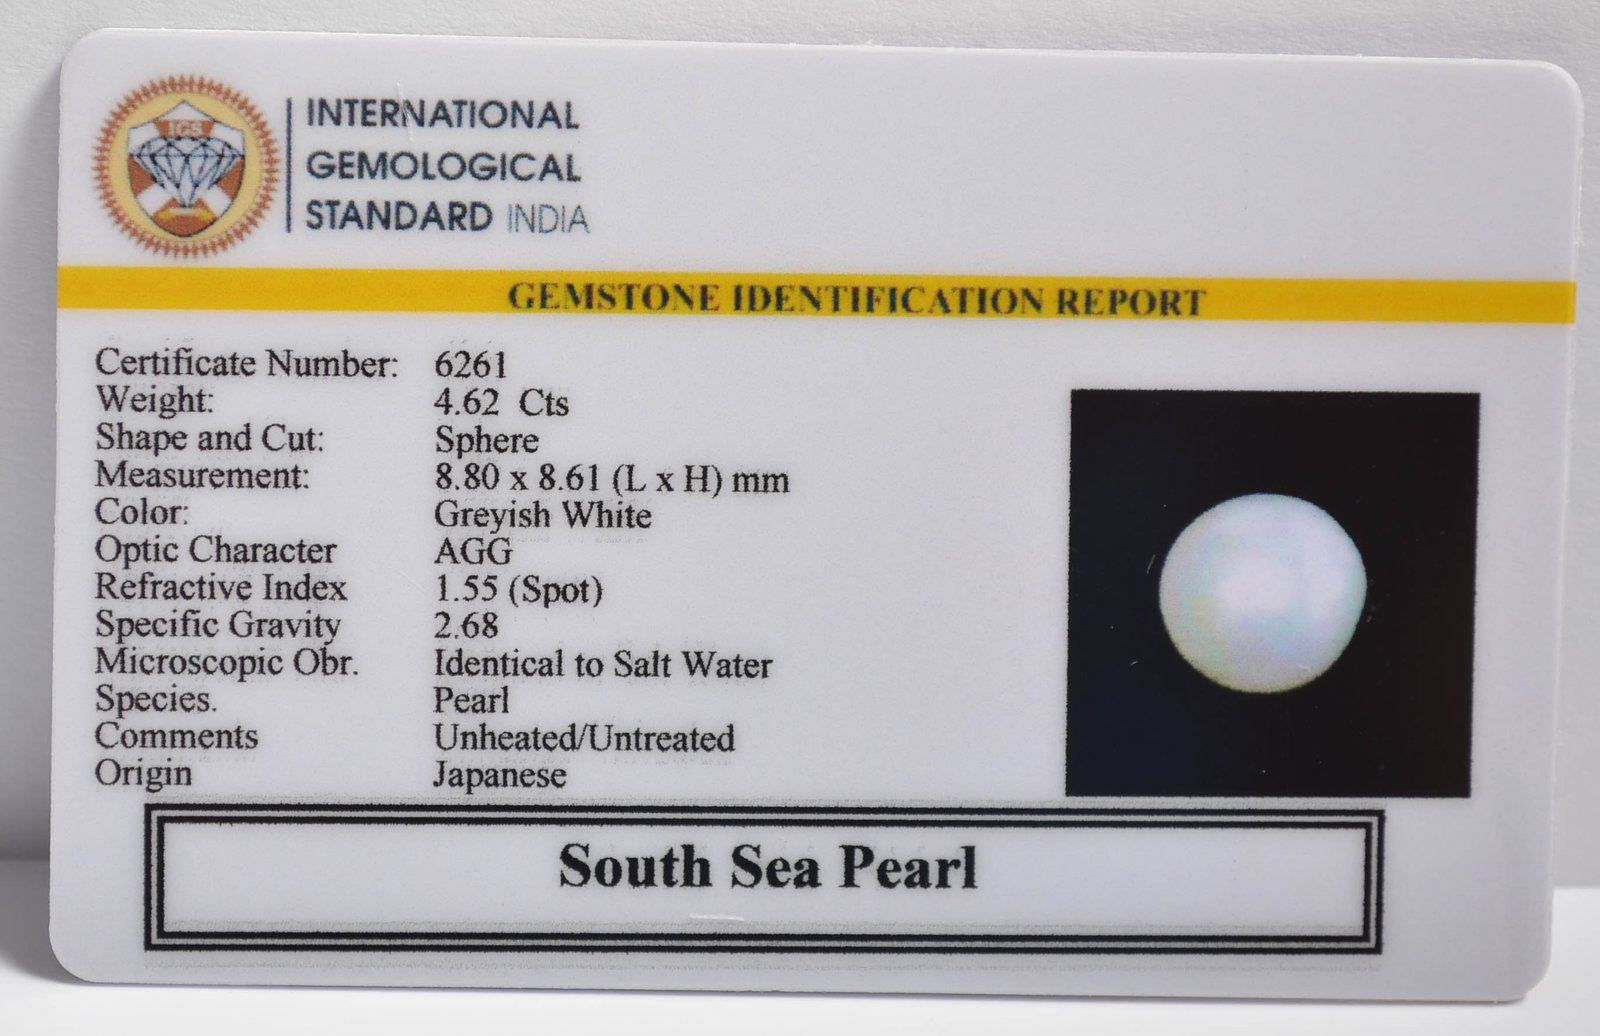 IGS
INTERNATIONAL
GEMOLOGICAL
STANDARD INDIA
GEMSTONE IDENTIFICATION REPORT
Certificate Number: 6261
Weight: 4.62 Cts
Shape and Cut: Sphere
Measurement: 8.80 x 8.61 (L x H) mm
Color: Greyish White
Optic Character AGG
Refractive Index 1.55 (Spot)
Specific Gravity 2.68
Microscopic Obr. Identical to Salt Water
Species. Pearl
Comments Unheated/Untreated
Origin Japanese
South Sea Pearl